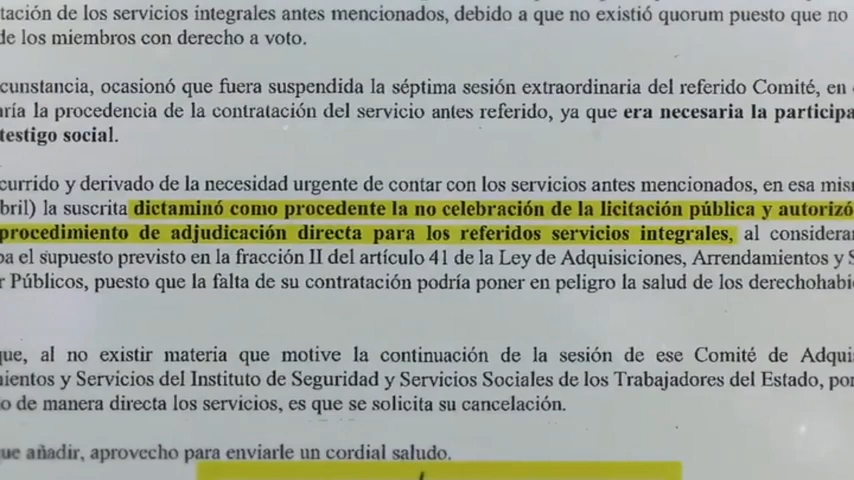 tación de los servicios integrales antes mencionados, debido a que no existió quorum puesto que no
de los miembros con derecho a voto.
cunstancia, ocasionó que fuera suspendida la séptima sesión extraordinaria del referido Comité, en
ría la procedencia de la contratación del servicio antes referido, ya que era necesaria la participa
testigo social.
currido y derivado de la necesidad urgente de contar con los servicios antes mencionados, en esa mism
bril) la suscrita dictaminó como procedente la no celebración de la licitación pública y autorizó
procedimiento de adjudicación directa para los referidos servicios integrales, al considerar
ba el supuesto previsto en la fracción II del artículo 41 de la Ley de Adquisiciones, Arrendamientos y S
r Públicos, puesto que la falta de su contratación podría poner en peligro la salud de los derechohabie
que, al no existir materia que motive la continuación de la sesión de ese Comité de Adquis
nientos y Servicios del Instituto de Seguridad y Servicios Sociales de los Trabajadores del Estado, por
o de manera directa los servicios, es que se solicita su cancelación.
ue añadir, aprovecho para enviarle un cordial saludo.